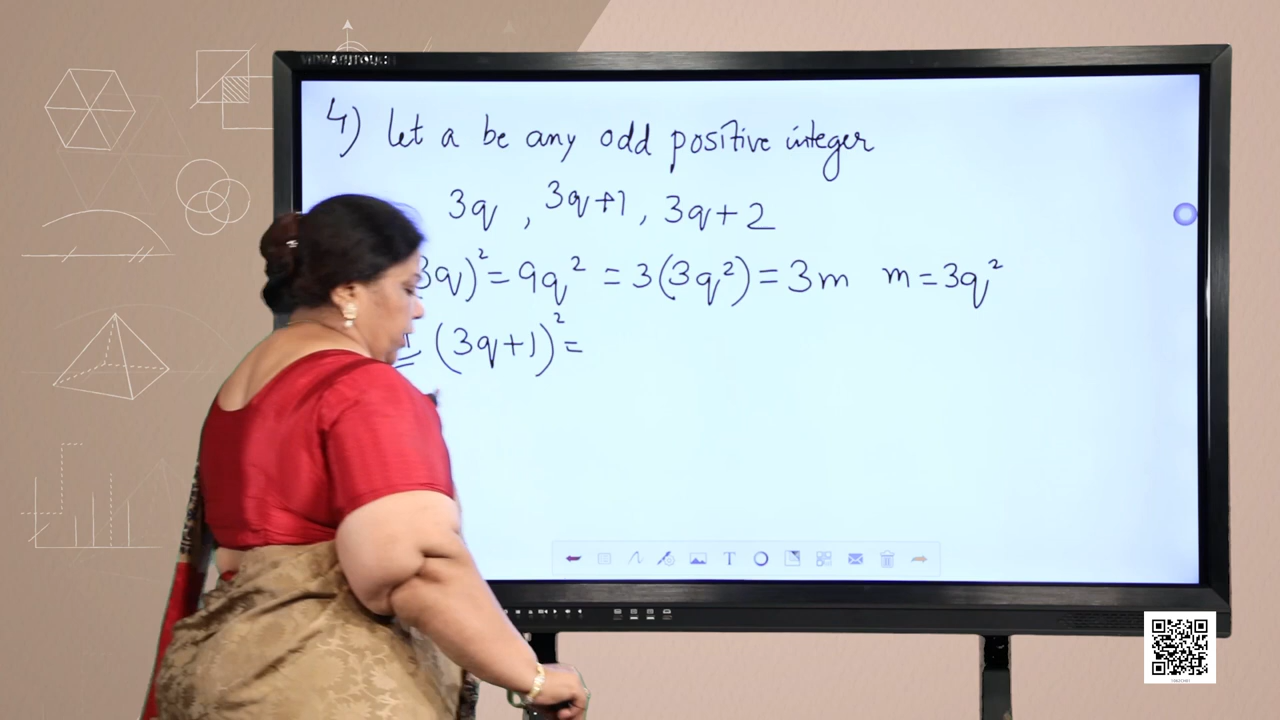 4) let a be any odd positive integer
3q , 3q+1 , 3q+2
3q)² = 9q² = 3(3q²) = 3m m = 3q²
(3q+1)² =
T